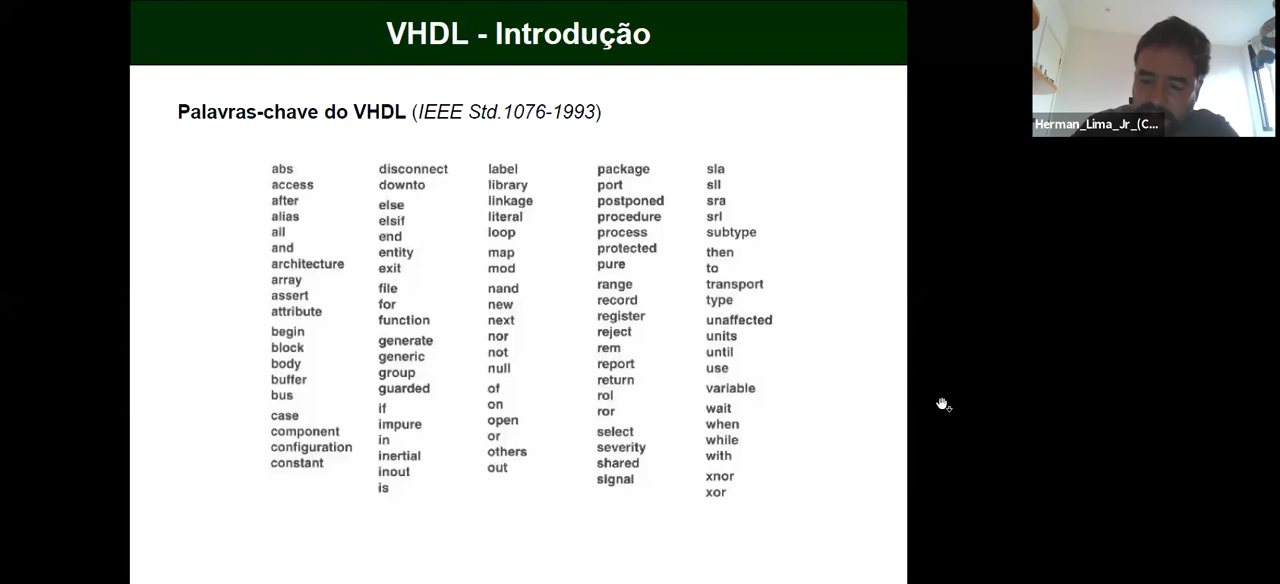 VHDL - Introdução
Herman_Lima_Jr_(C...
Palavras-chave do VHDL (IEEE Std.1076-1993)
abs
access
after
alias
all
and
architecture
array
assert
attribute
begin
block
body
buffer
bus
case
component
configuration
constant
disconnect
downto
else
elsif
end
entity
exit
file
for
function
generate
generic
group
guarded
if
impure
in
inertial
inout
is
label
library
linkage
literal
loop
map
mod
nand
new
next
nor
not
null
of
on
open
or
others
out
package
port
postponed
procedure
process
protected
pure
range
record
register
reject
rem
report
return
rol
ror
select
severity
shared
signal
sla
sll
sra
srl
subtype
then
to
transport
type
unaffected
units
until
use
variable
wait
when
while
with
xnor
xor